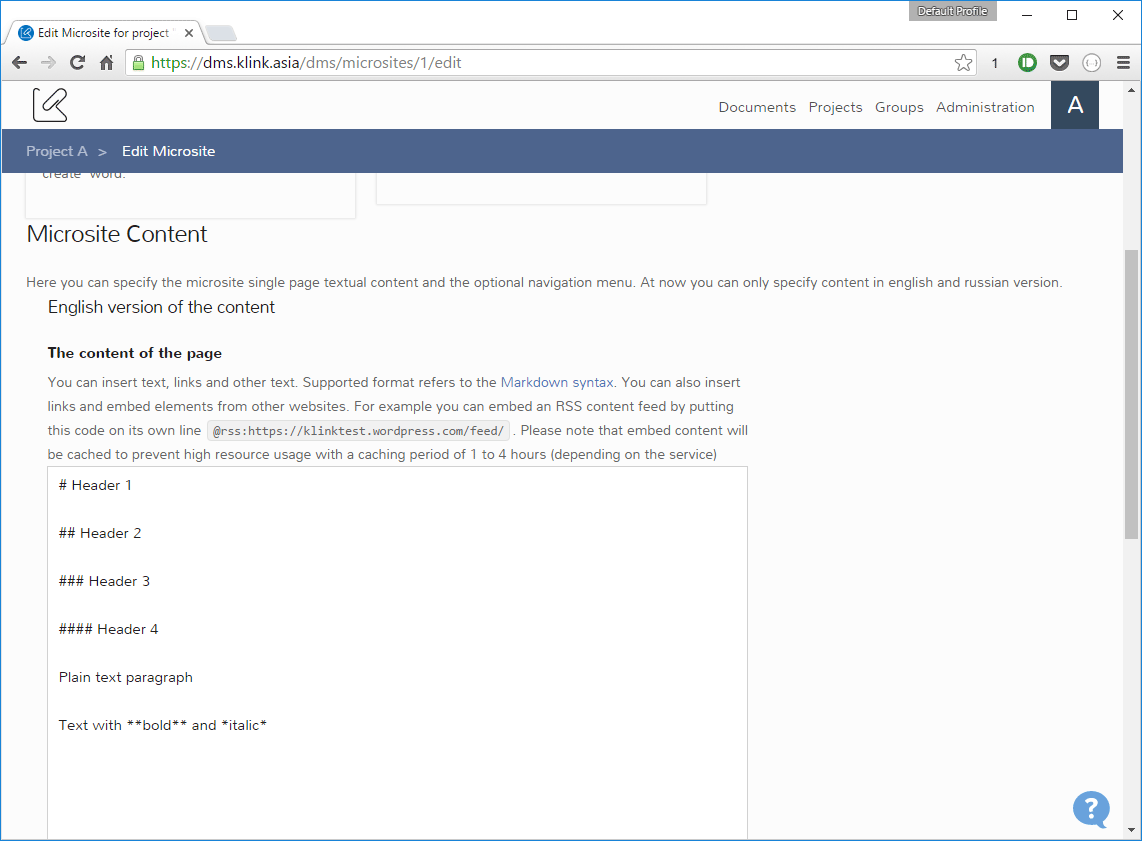 Default Profile
Edit Microsite for project
https://dms.klink.asia/dms/microsites/1/edit
1
Documents Projects Groups Administration A
Project A > Edit Microsite
create" word.
Microsite Content
Here you can specify the microsite single page textual content and the optional navigation menu. At now you can only specify content in english and russian version.
English version of the content
The content of the page
You can insert text, links and other text. Supported format refers to the Markdown syntax. You can also insert
links and embed elements from other websites. For example you can embed an RSS content feed by putting
this code on its own line @rss:https://klinktest.wordpress.com/feed/ . Please note that embed content will
be cached to prevent high resource usage with a caching period of 1 to 4 hours (depending on the service)
# Header 1
## Header 2
### Header 3
#### Header 4
Plain text paragraph
Text with **bold** and *italic*
?